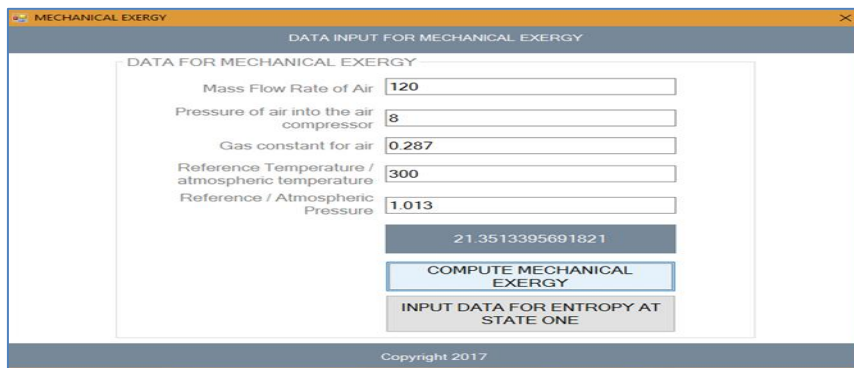 MECHANICAL EXERGY
DATA INPUT FOR MECHANICAL EXERGY
DATA FOR MECHANICAL EXERGY
Mass Flow Rate of Air 120
Pressure of air into the air
compressor 8
Gas constant for air 0.287
Reference Temperature /
atmospheric temperature 300
Reference / Atmospheric
Pressure 1.013
21.3513395691821
COMPUTE MECHANICAL
EXERGY
INPUT DATA FOR ENTROPY AT
STATE ONE
Copyright 2017